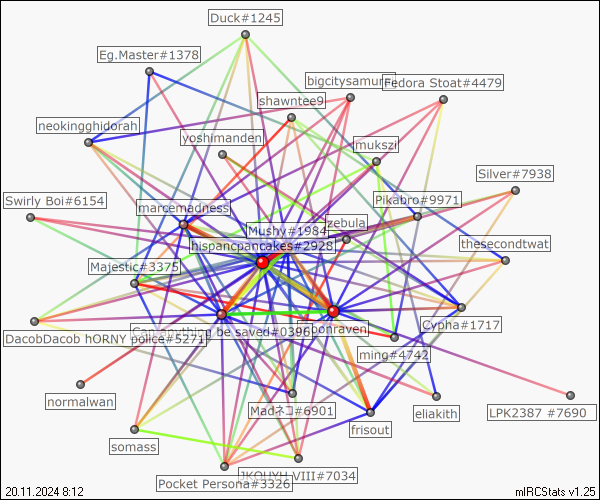 Duck#1245
Eg.Master#1378
bigcitysamura
Fedora Stoat#4479
shawntee9
neokingghidorah
yoshimanden
mukszi
Silver#7938
Swirly Boi#6154
Pikabro#9971
marcemadness
zebula
Mushy#1984
hispancpancakes#2928
thesecondtwat
Majestic#3375
Can anything be saved#0396
bonraven
Cypha#1717
DacobDacob hORNY police#5271
ming#4742
normalwan
Madネコ#6901
eliakith
LPK2387 #7690
frisout
somass
VIII#7034
Pocket Persona#3326
20.11.2024 8:12
mIRCStats v1.25